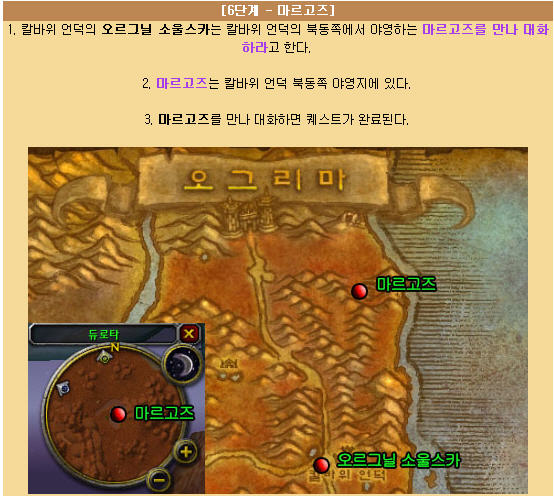 [6단계 - 마르고즈]
1. 칼바위 언덕의 오르그닐 소울스카는 칼바위 언덕의 북동쪽에서 야영하는 마르고즈를 만나 대화
하라고 한다.
2. 마르고즈는 칼바위 언덕 북동쪽 야영지에 있다.
3. 마르고즈를 만나 대화하면 퀘스트가 완료된다.
오그리마
마르고즈
듀로타
N
마르고즈
오르그닐 소울스카
칼바위 언덕